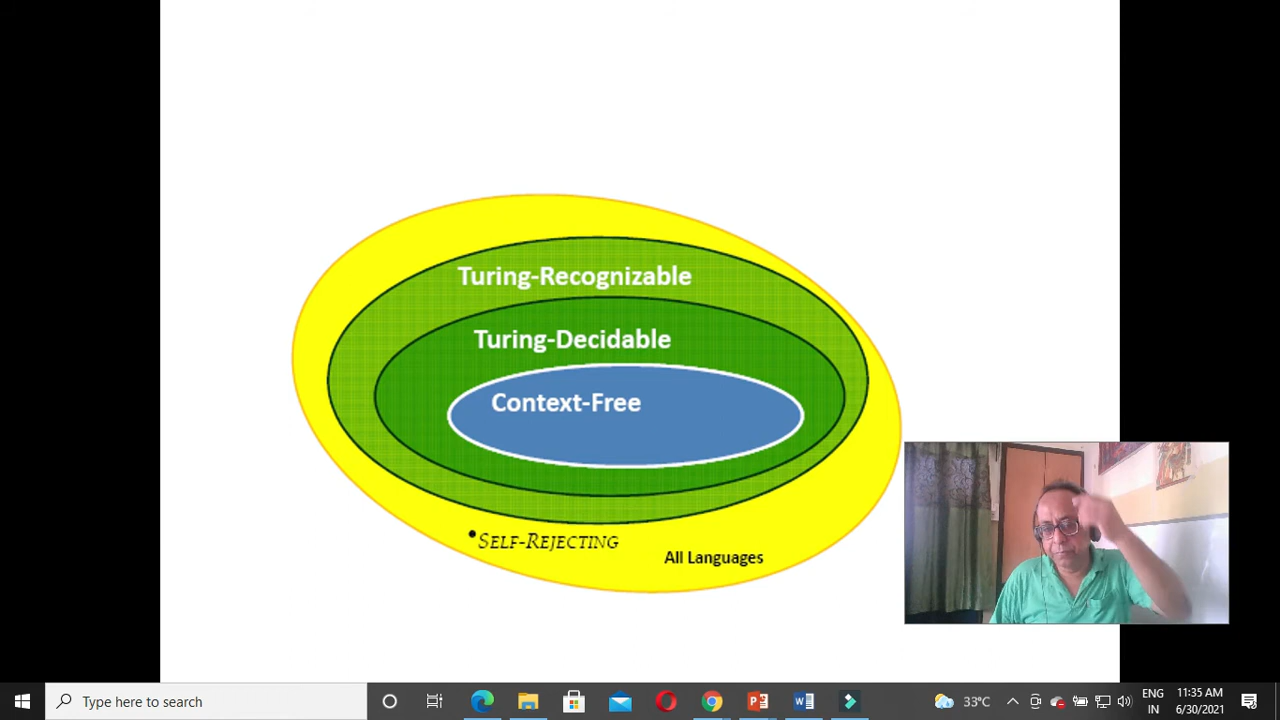 Turing-Recognizable
Turing-Decidable
Context-Free
•SELF-REJECTING
All Languages
Type here to search
33°C
ENG
IN
11:35 AM
6/30/2021